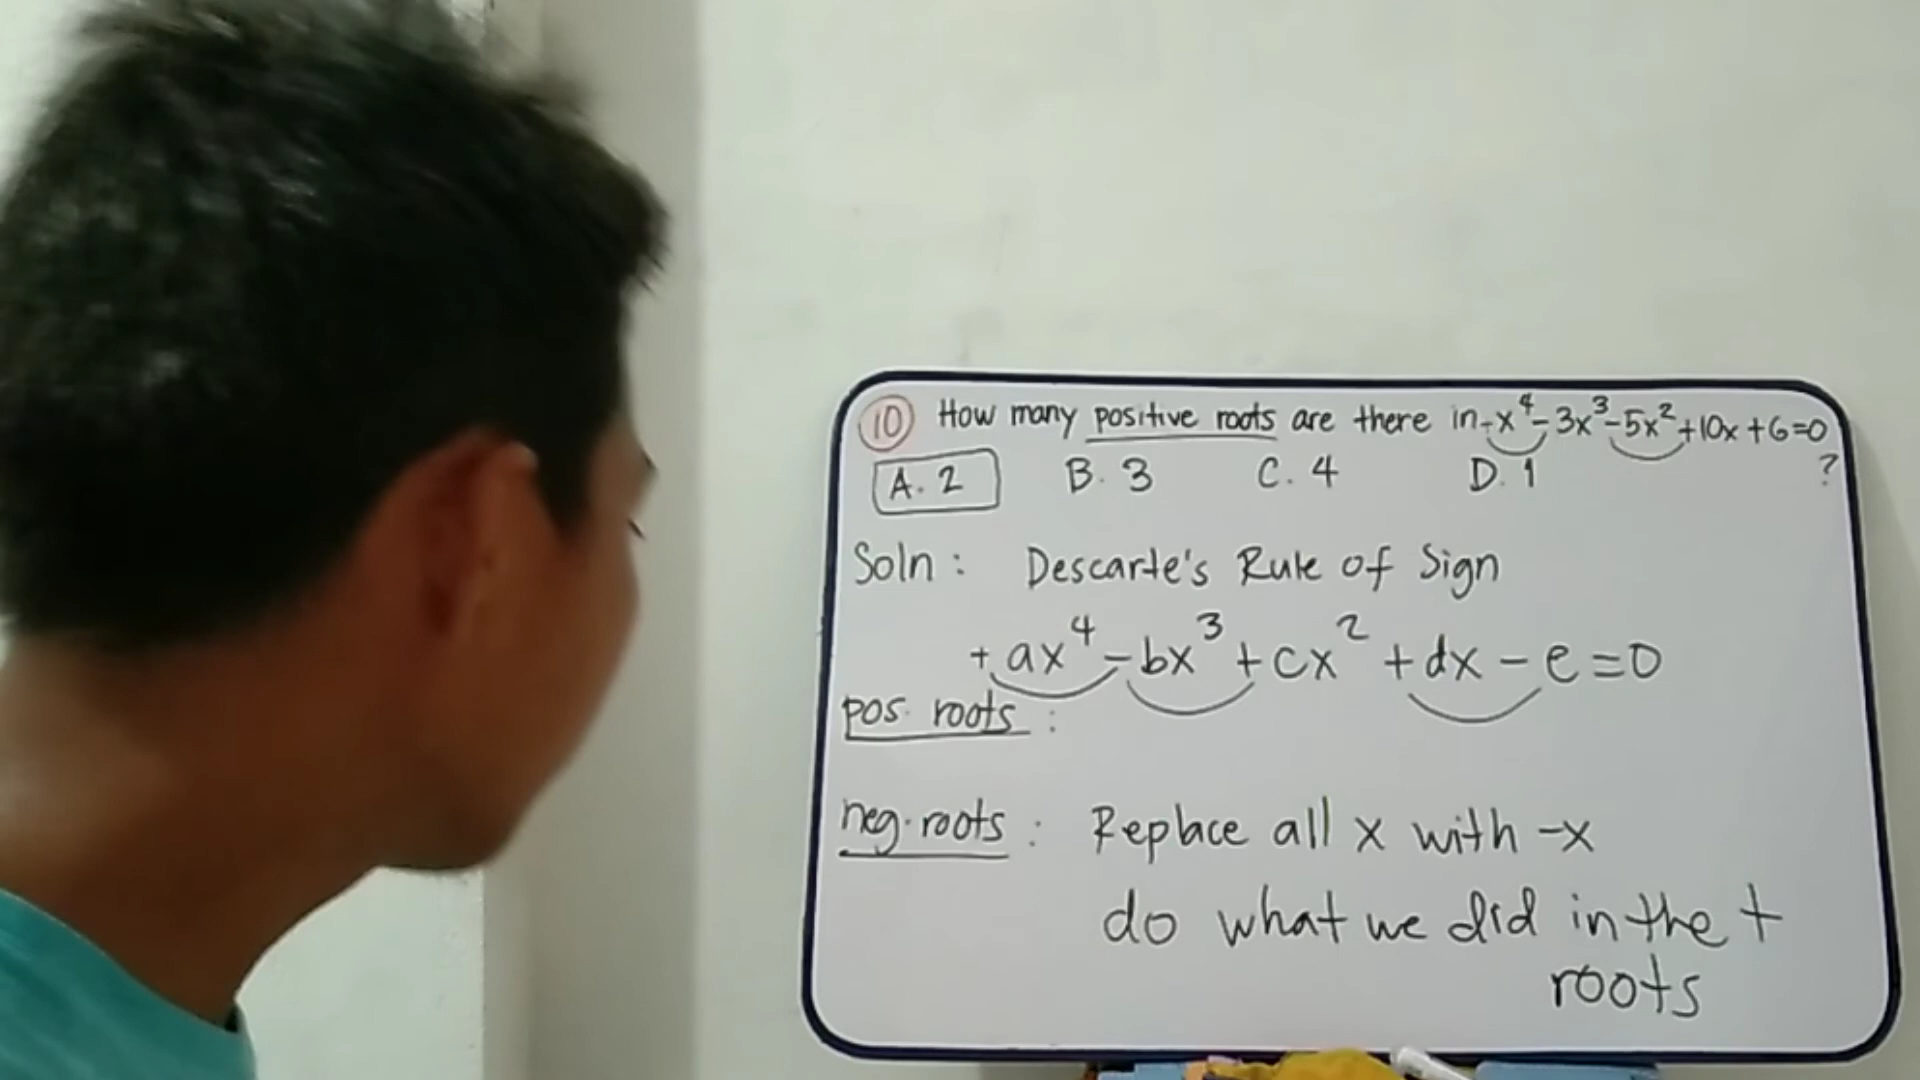 10 How many positive roots are there in +x⁴-3x³-5x²+10x+6=0
A. 2 B. 3 C. 4 D. 1 ?
Soln : Descarte's Rule of Sign
+ax⁴-bx³+cx²+dx-e=0
pos. roots :
neg. roots : Replace all x with -x
do what we did in the +
roots